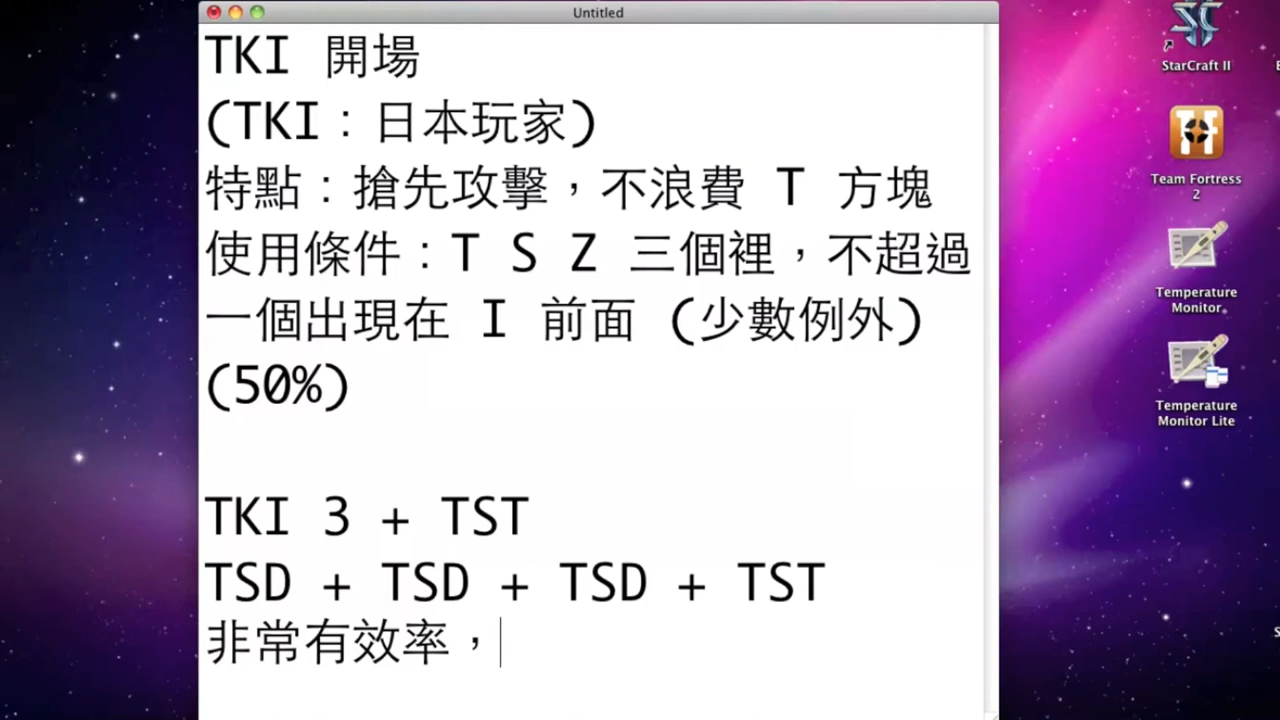 Untitled
TKI 開場
(TKI：日本玩家)
特點：搶先攻擊，不浪費 T 方塊
使用條件：T S Z 三個裡，不超過
一個出現在 I 前面 (少數例外)
(50%)
TKI 3 + TST
TSD + TSD + TSD + TST
非常有效率，
StarCraft II
Team Fortress
2
Temperature
Monitor
Temperature
Monitor Lite